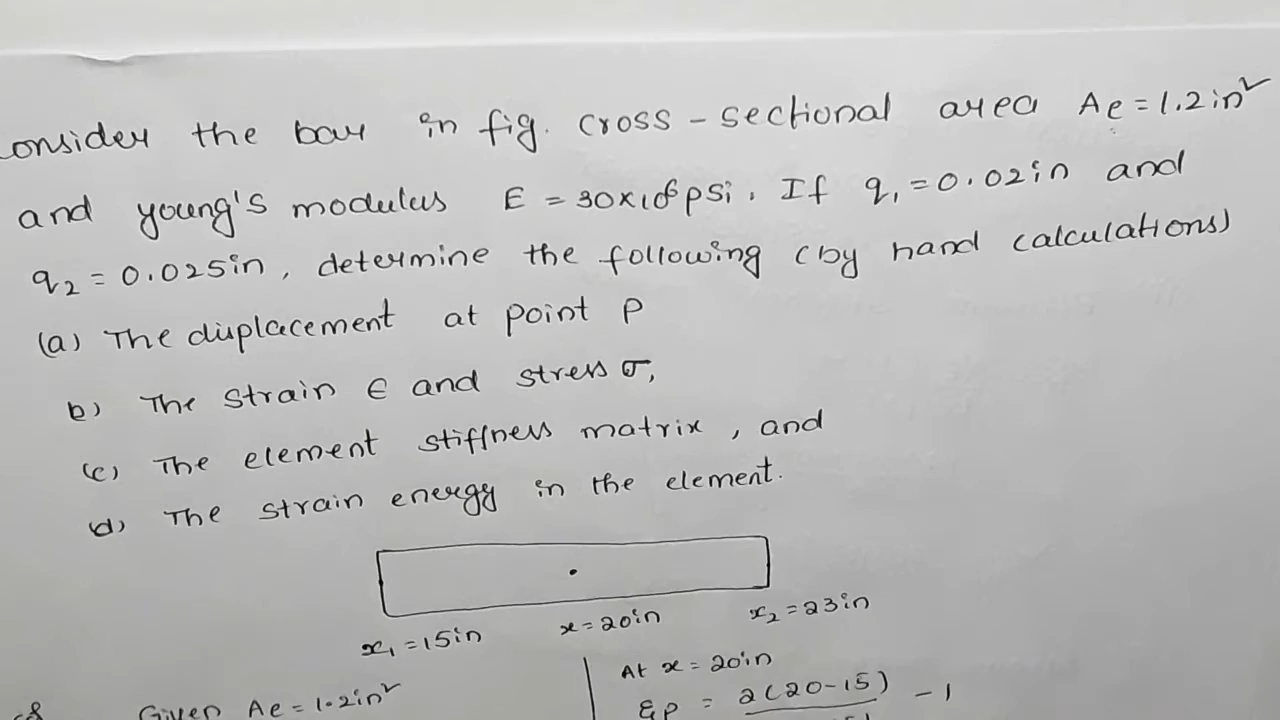 onsider the bar in fig. cross-sectional area Ae = 1.2in²
and young's modulus E = 30×10⁶psi. If q₁ = 0.02in and
q₂ = 0.025in, determine the following (by hand calculations)
(a) The displacement at point P
b) The strain ϵ and stress σ,
(c) The element stiffness matrix, and
(d) The strain energy in the element.
x₁ = 15in x = 20in x₂ = 23in
At x = 20in
Given Ae = 1.2in²
ξP = 2(20-15) - 1